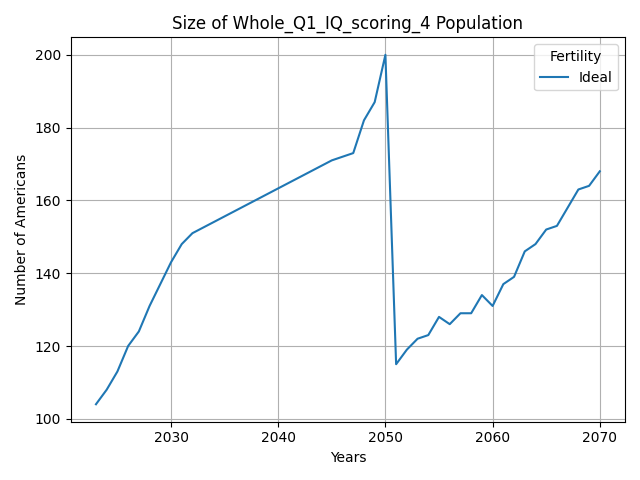 Size of Whole_Q1_IQ_scoring_4 Population
Fertility
Ideal
Number of Americans
200
180
160
140
120
100
2030
2040
2050
2060
2070
Years